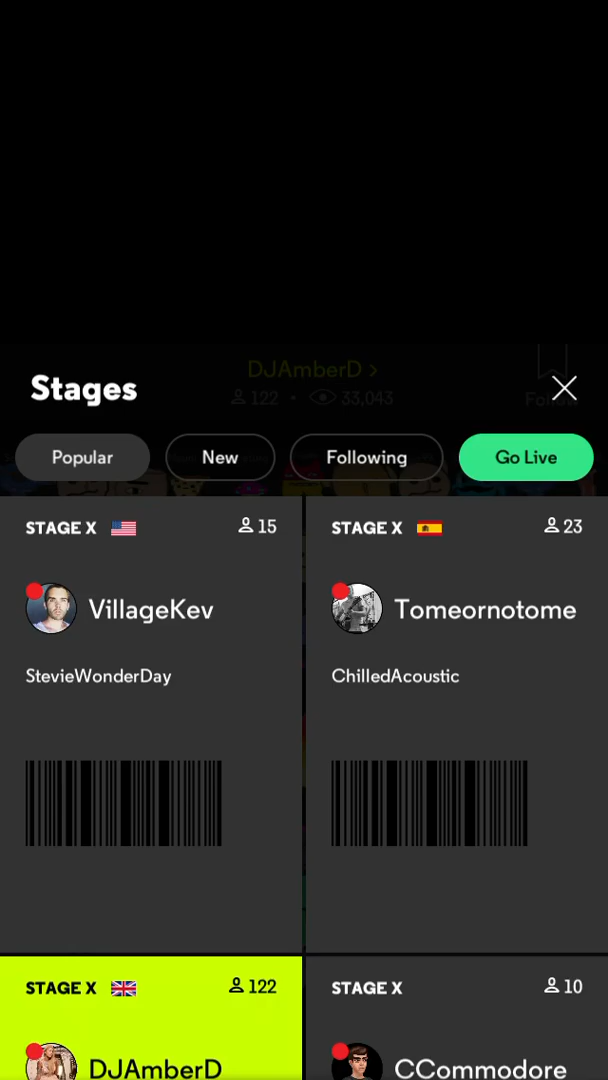 DJAmberD ›
122 • 33,043
Stages
Popular
New
Following
Go Live
STAGE X
15
VillageKev
StevieWonderDay
STAGE X
23
Tomeornotome
ChilledAcoustic
STAGE X
122
DJAmberD
STAGE X
10
CCommodore